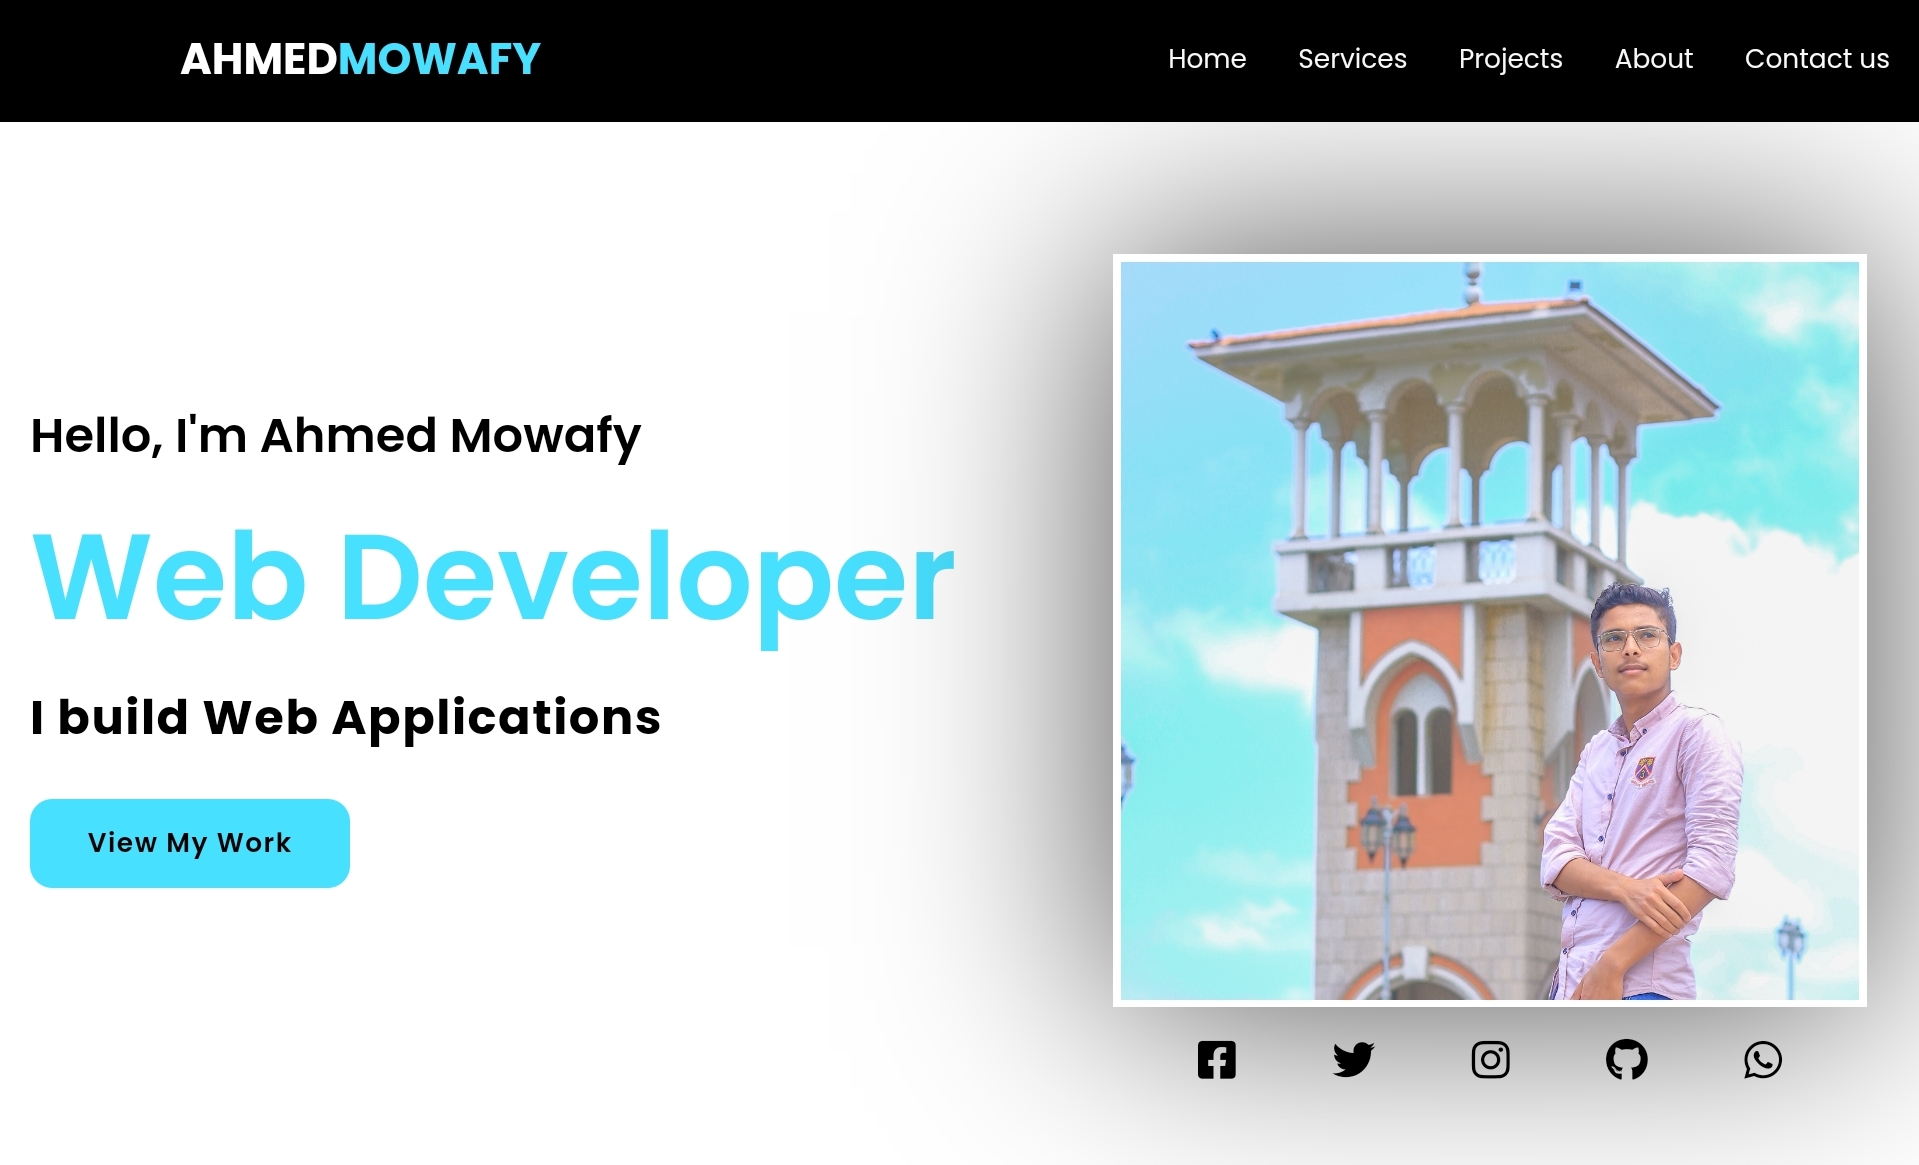 AHMEDMOWAFY
Home Services Projects About Contact us
Hello, I'm Ahmed Mowafy
Web Developer
I build Web Applications
View My Work